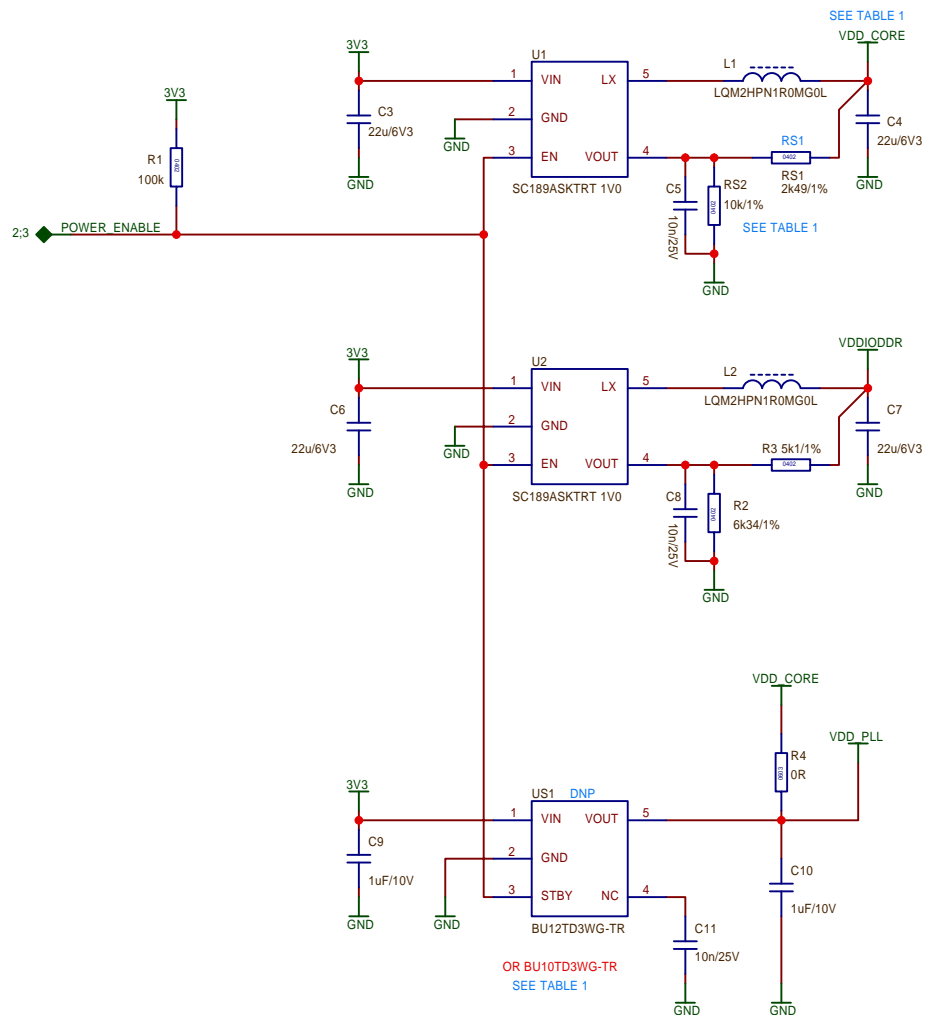 SEE TABLE 1
VDD_CORE
3V3
U1
L1
1 VIN LX 5
LQM2HPN1R0MG0L
3V3
C3
22u/6V3
2 GND
GND
C4
22u/6V3
R1
100k
0402
3 EN VOUT 4
RS1
0402
RS1
2k49/1%
GND
SC189ASKTRT 1V0
C5
10n/25V
RS2
10k/1%
0402
GND
2;3 POWER_ENABLE
SEE TABLE 1
GND
3V3
U2
VDDIODDR
L2
1 VIN LX 5
LQM2HPN1R0MG0L
C6
22u/6V3
2 GND
GND
C7
22u/6V3
R3 5k1/1%
0402
3 EN VOUT 4
GND
SC189ASKTRT 1V0
C8
10n/25V
R2
6k34/1%
0402
GND
GND
VDD_CORE
VDD_PLL
R4
0R
0603
3V3
US1 DNP
1 VIN VOUT 5
C9
1uF/10V
2 GND
C10
1uF/10V
3 STBY NC 4
GND
GND
BU12TD3WG-TR
C11
10n/25V
OR BU10TD3WG-TR
SEE TABLE 1
GND
GND